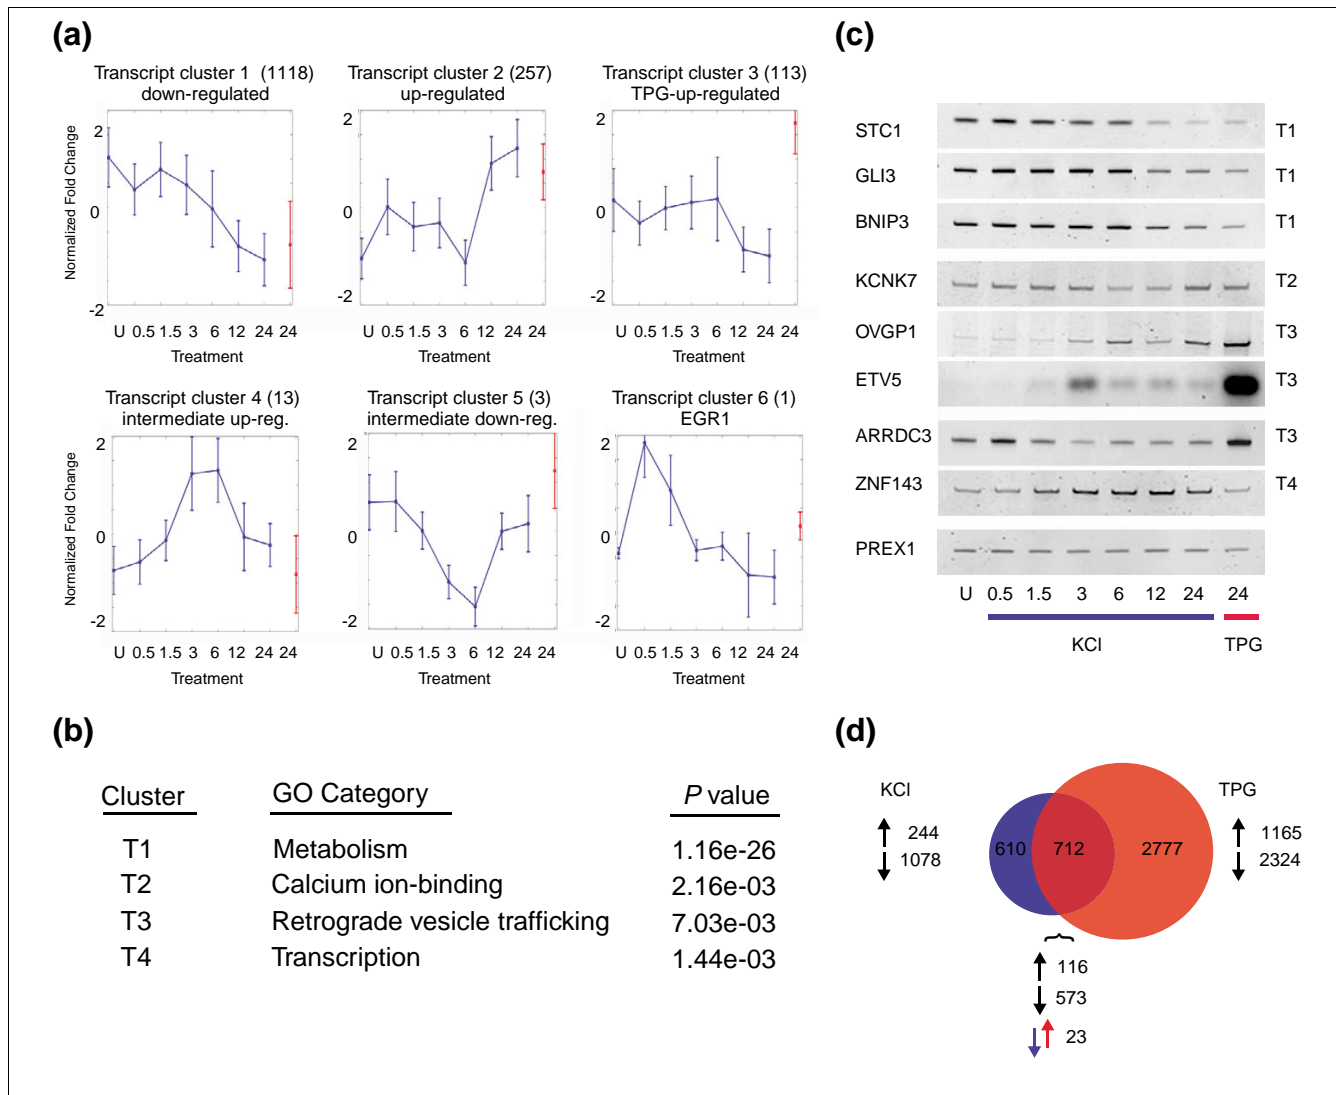 (a)
Transcript cluster 1 (1118)
down-regulated
Transcript cluster 2 (257)
up-regulated
Transcript cluster 3 (113)
TPG-up-regulated
Normalized Fold Change
2
0
-2
2
0
-2
2
0
-2
U 0.5 1.5 3 6 12 24 24
Treatment
U 0.5 1.5 3 6 12 24 24
Treatment
U 0.5 1.5 3 6 12 24 24
Treatment
Transcript cluster 4 (13)
intermediate up-reg.
Transcript cluster 5 (3)
intermediate down-reg.
Transcript cluster 6 (1)
EGR1
Normalized Fold Change
2
0
-2
2
0
-2
2
0
-2
U 0.5 1.5 3 6 12 24 24
Treatment
U 0.5 1.5 3 6 12 24 24
Treatment
U 0.5 1.5 3 6 12 24 24
Treatment
(b)
Cluster GO Category P value
T1 Metabolism 1.16e-26
T2 Calcium ion-binding 2.16e-03
T3 Retrograde vesicle trafficking 7.03e-03
T4 Transcription 1.44e-03
(c)
STC1 T1
GLI3 T1
BNIP3 T1
KCNK7 T2
OVGP1 T3
ETV5 T3
ARRDC3 T3
ZNF143 T4
PREX1
U 0.5 1.5 3 6 12 24 24
KCl TPG
(d)
KCl TPG
244
1078
610 712 2777
1165
2324
116
573
23